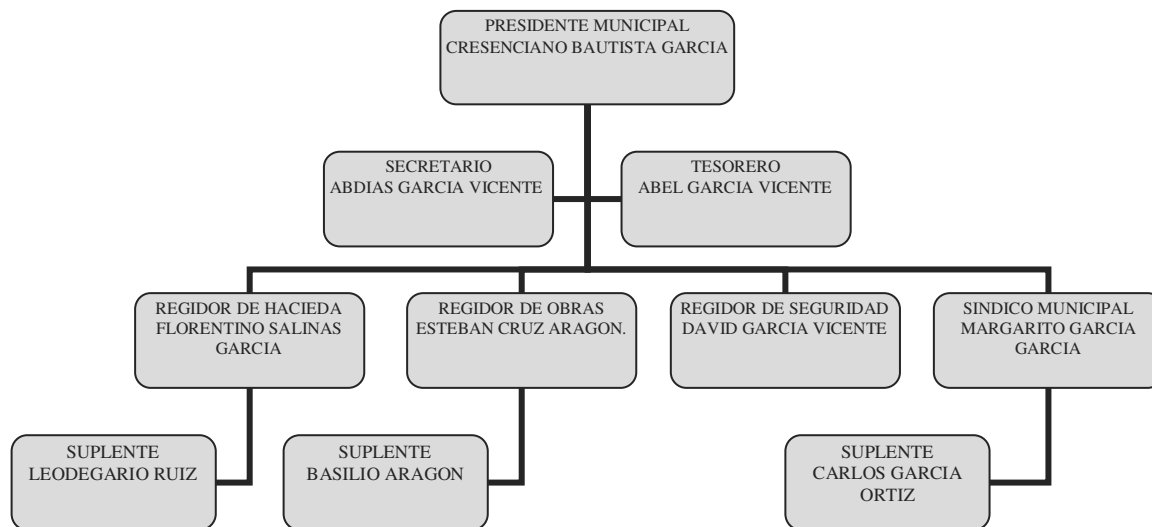 PRESIDENTE MUNICIPAL
CRESENCIANO BAUTISTA GARCIA
SECRETARIO
ABDIAS GARCIA VICENTE
TESORERO
ABEL GARCIA VICENTE
REGIDOR DE HACIEDA
FLORENTINO SALINAS
GARCIA
REGIDOR DE OBRAS
ESTEBAN CRUZ ARAGON.
REGIDOR DE SEGURIDAD
DAVID GARCIA VICENTE
SINDICO MUNICIPAL
MARGARITO GARCIA
GARCIA
SUPLENTE
LEODEGARIO RUIZ
SUPLENTE
BASILIO ARAGON
SUPLENTE
CARLOS GARCIA
ORTIZ